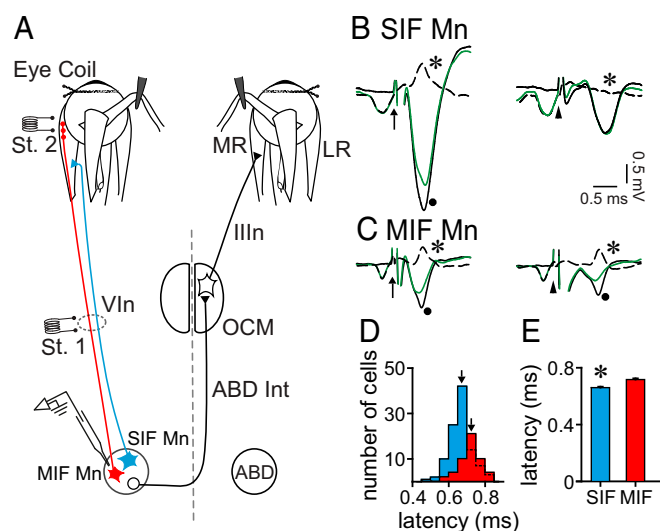 A
Eye Coil
St. 2
MR
LR
IIIn
VIn
OCM
St. 1
ABD Int
SIF Mn
MIF Mn
ABD
B SIF Mn
*
*
0.5 mV
0.5 ms
C MIF Mn
*
*
D
number of cells
50
30
10
0.4 0.6 0.8
latency (ms)
E
latency (ms)
0.8
0.4
0.0
*
SIF MIF